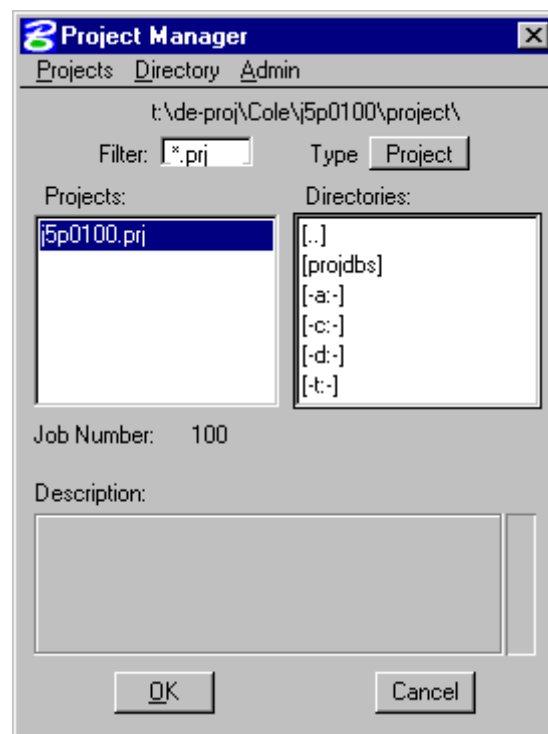 Project Manager
Projects Directory Admin
t:\de-proj\Cole\j5p0100\project\
Filter: *.prj Type Project
Projects: Directories:
j5p0100.prj
[..]
[projdbs]
[-a:-]
[-c:-]
[-d:-]
[-t:-]
Job Number: 100
Description:
OK Cancel